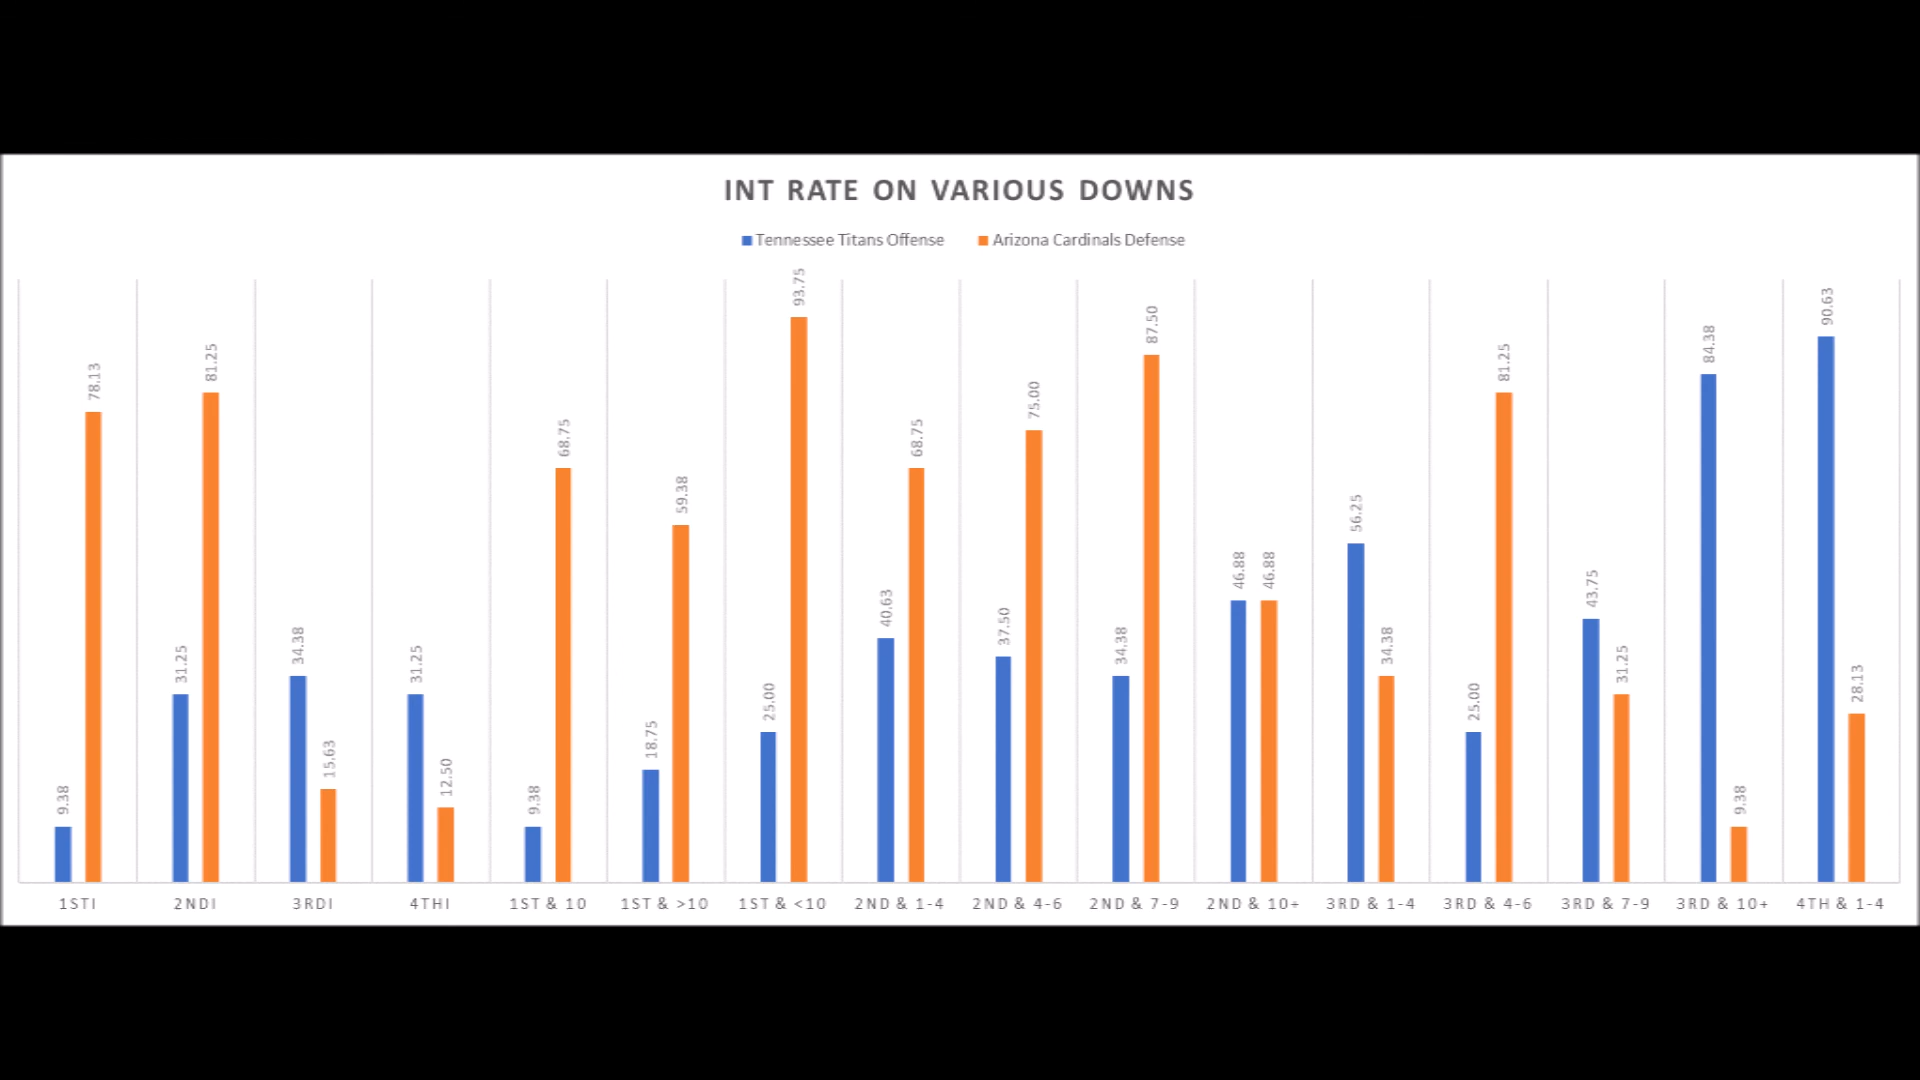 INT RATE ON VARIOUS DOWNS
Tennessee Titans Offense Arizona Cardinals Defense
9.38 78.13 31.25 81.25 34.38 15.63 31.25 12.50 9.38 68.75 18.75 59.38 25.00 93.75 40.63 68.75 37.50 75.00 34.38 87.50 46.88 46.88 56.25 34.38 25.00 81.25 43.75 31.25 84.38 9.38 90.63 28.13
1STI 2NDI 3RDI 4THI 1ST & 10 1ST & >10 1ST & <10 2ND & 1-4 2ND & 4-6 2ND & 7-9 2ND & 10+ 3RD & 1-4 3RD & 4-6 3RD & 7-9 3RD & 10+ 4TH & 1-4